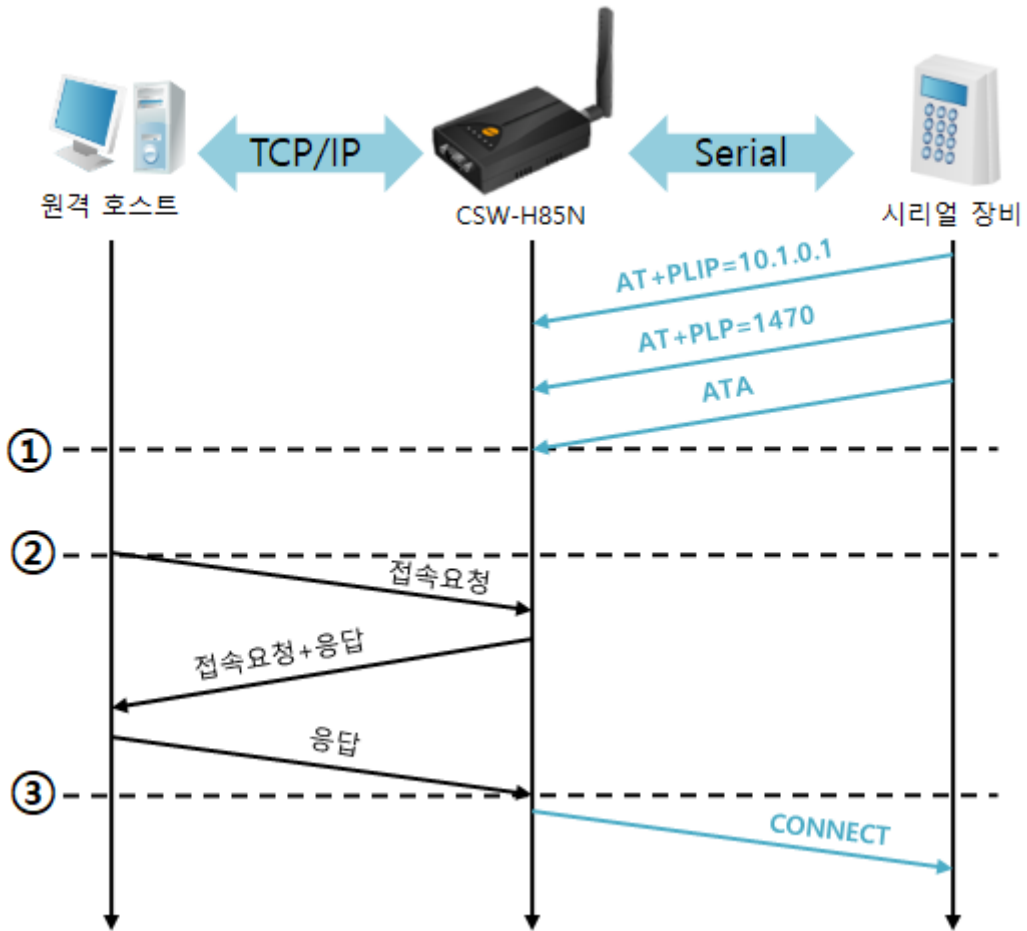 TCP/IP
Serial
원격 호스트
CSW-H85N
시리얼 장비
AT+PLIP=10.1.0.1
AT+PLP=1470
ATA
①
②
접속요청
접속요청+응답
응답
③
CONNECT